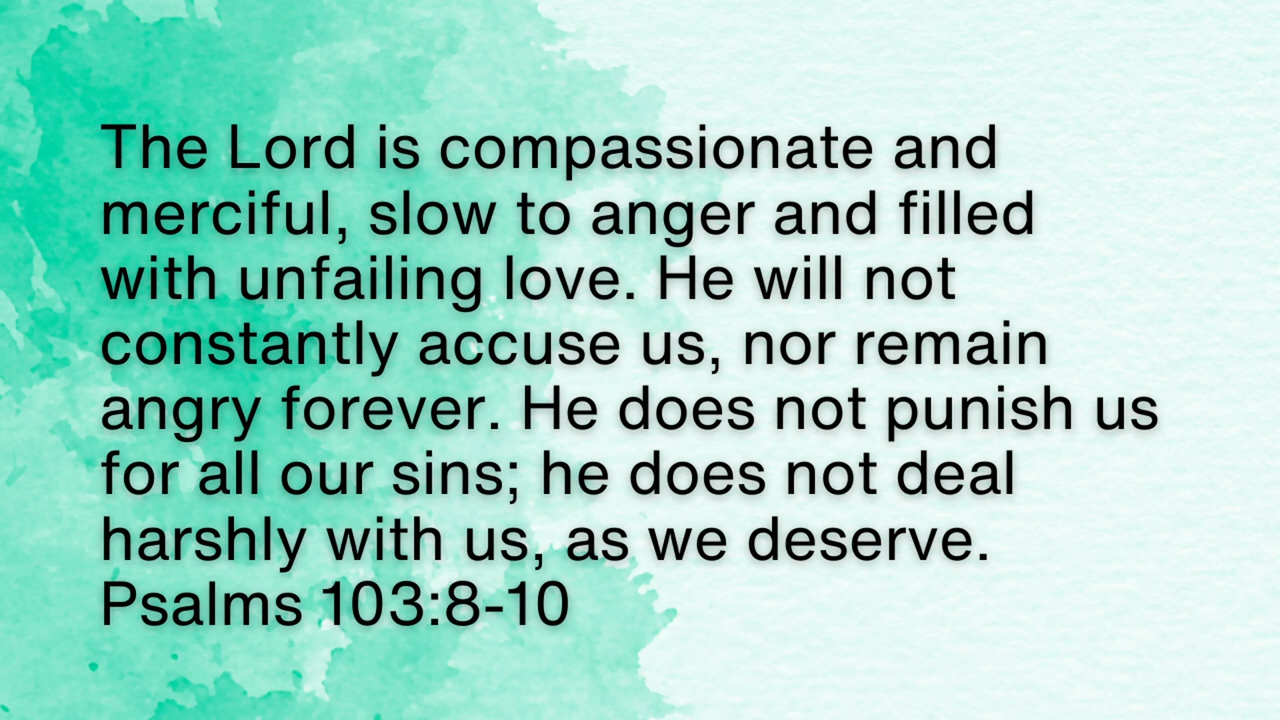 The Lord is compassionate and
merciful, slow to anger and filled
with unfailing love. He will not
constantly accuse us, nor remain
angry forever. He does not punish us
for all our sins; he does not deal
harshly with us, as we deserve.
Psalms 103:8-10